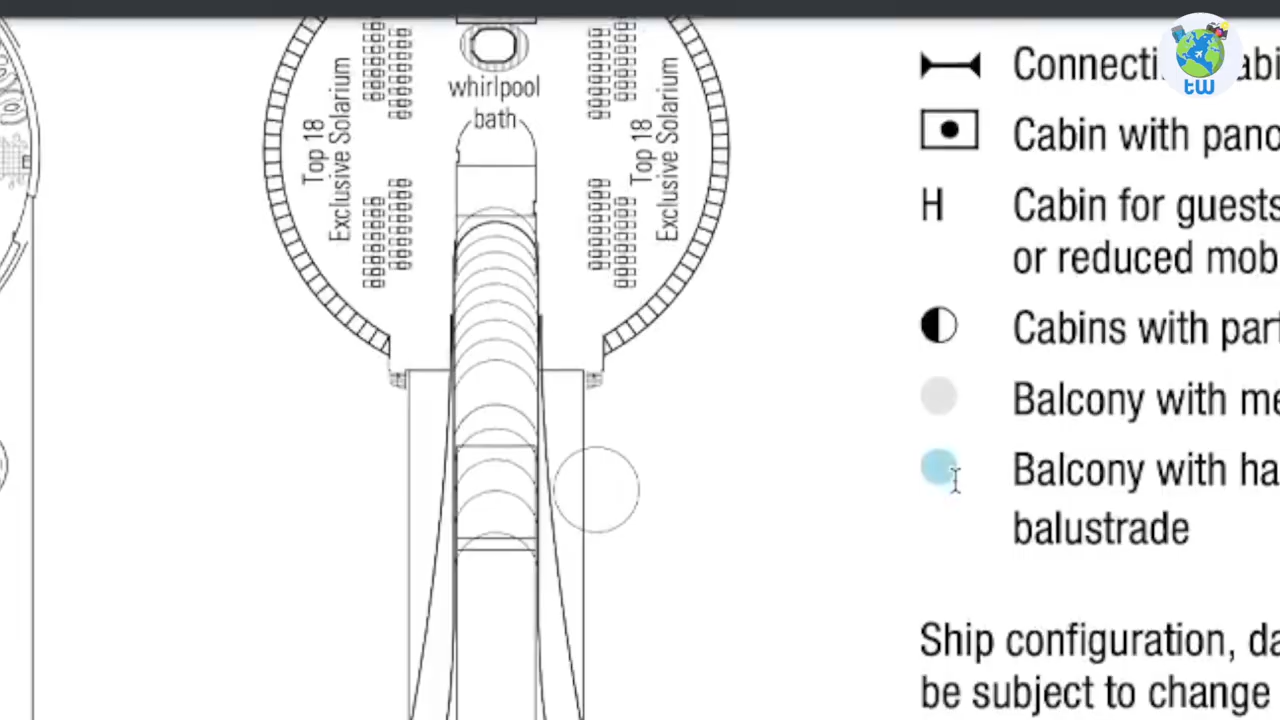 whirlpool
bath
Top 18
Exclusive Solarium
Top 18
Exclusive Solarium
Connecti
abi
tw
Cabin with pano
H
Cabin for guests
or reduced mob
Cabins with part
Balcony with me
Balcony with ha
balustrade
Ship configuration, da
be subject to change